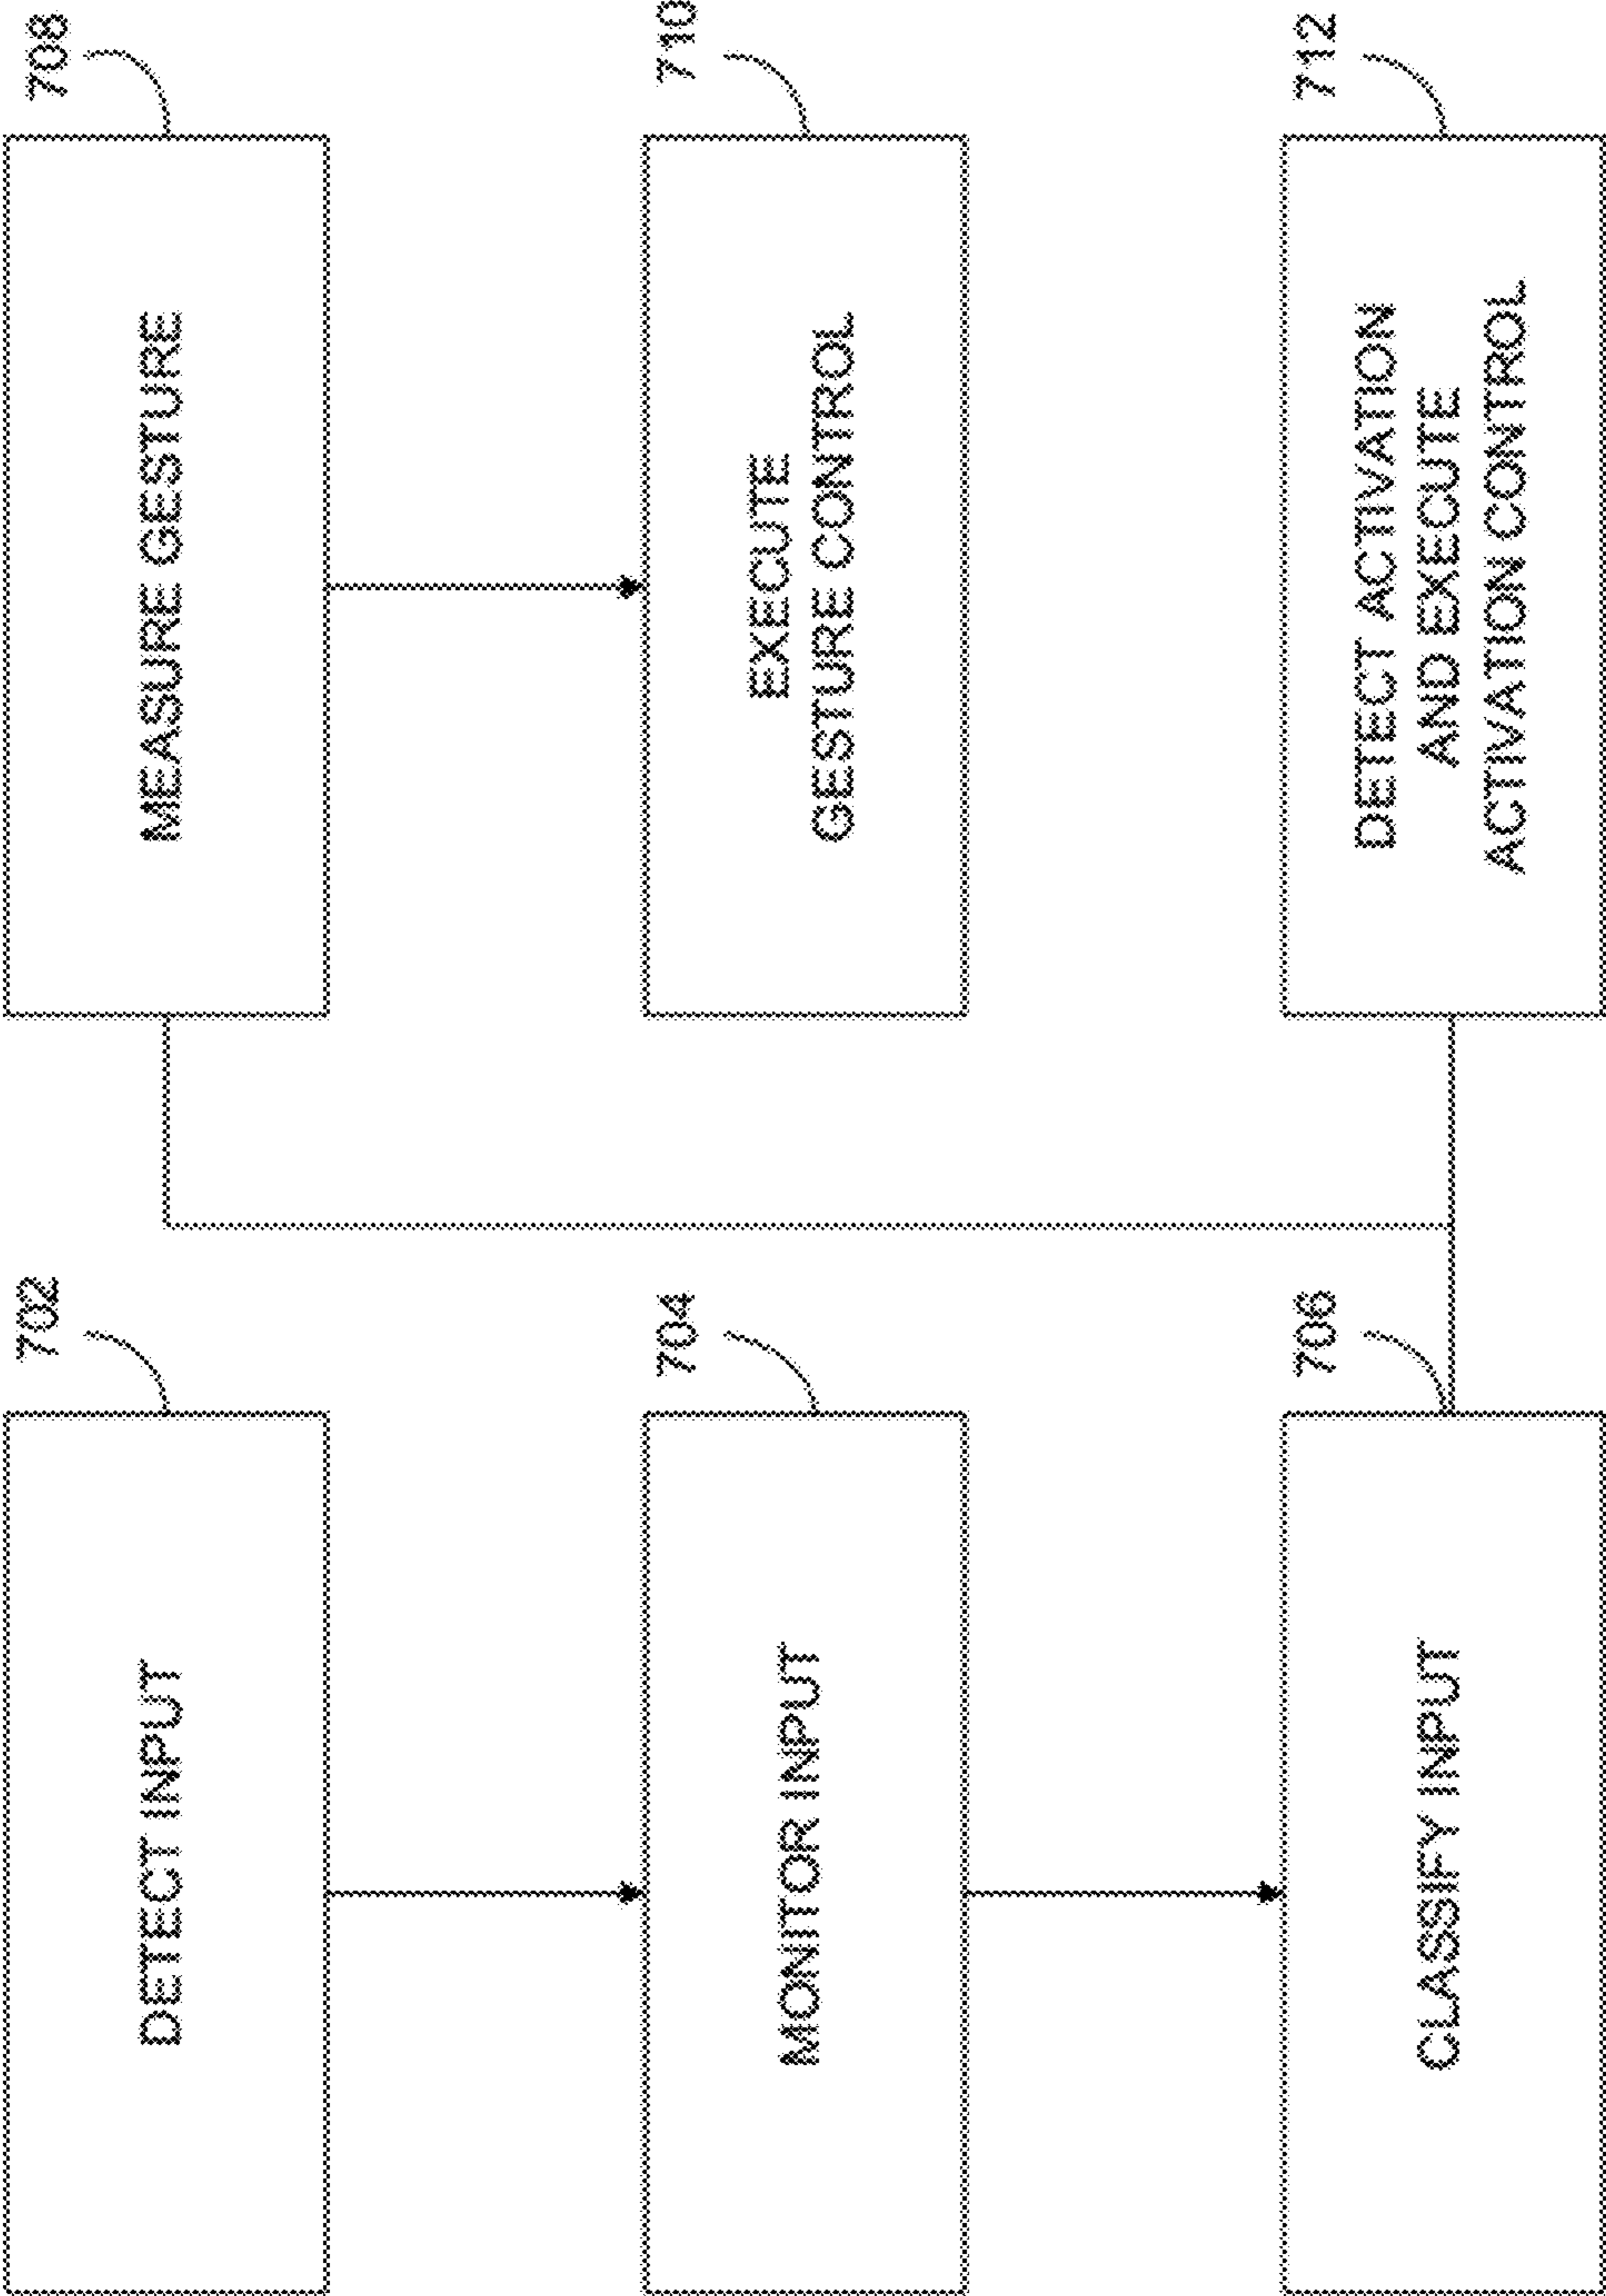 702
DETECT INPUT
704
MONITOR INPUT
706
CLASSIFY INPUT
708
MEASURE GESTURE
710
EXECUTE
GESTURE CONTROL
712
DETECT ACTIVATION
AND EXECUTE
ACTIVATION CONTROL